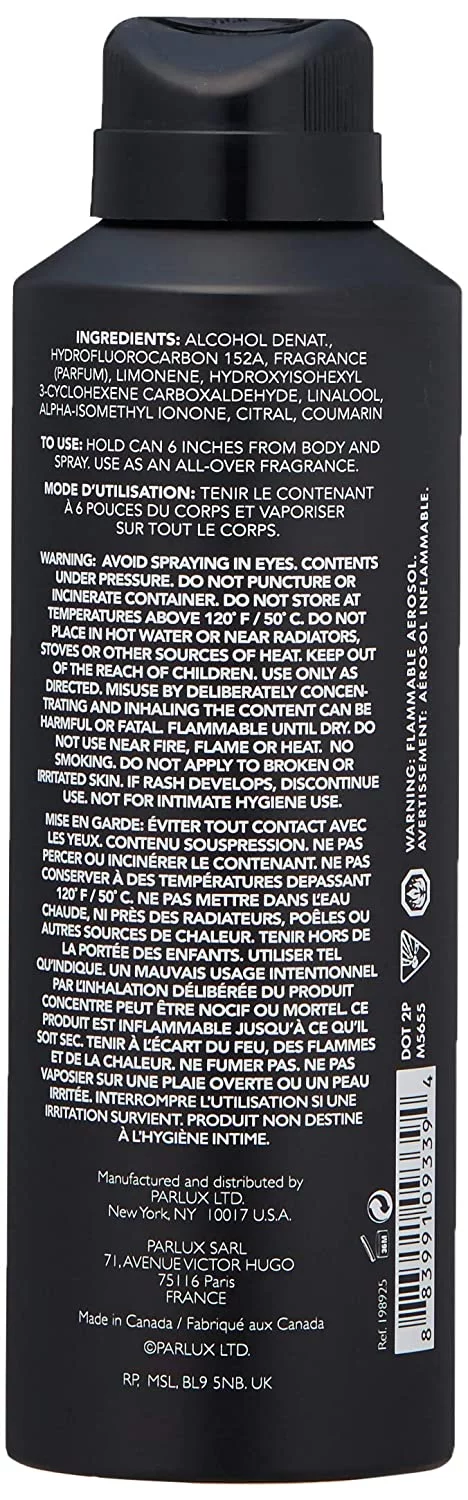 INGREDIENTS: ALCOHOL DENAT.,
HYDROFLUOROCARBON 152A, FRAGRANCE
(PARFUM), LIMONENE, HYDROXYISOHEXYL
3-CYCLOHEXENE CARBOXALDEHYDE, LINALOOL,
ALPHA-ISOMETHYL IONONE, CITRAL, COUMARIN
TO USE: HOLD CAN 6 INCHES FROM BODY AND
SPRAY. USE AS AN ALL-OVER FRAGRANCE.
MODE D'UTILISATION: TENIR LE CONTENANT
À 6 POUCES DU CORPS ET VAPORISER
SUR TOUT LE CORPS.
WARNING: AVOID SPRAYING IN EYES. CONTENTS
UNDER PRESSURE. DO NOT PUNCTURE OR
INCINERATE CONTAINER. DO NOT STORE AT
TEMPERATURES ABOVE 120° F / 50° C. DO NOT
PLACE IN HOT WATER OR NEAR RADIATORS,
STOVES OR OTHER SOURCES OF HEAT. KEEP OUT
OF THE REACH OF CHILDREN. USE ONLY AS
DIRECTED. MISUSE BY DELIBERATELY CONCEN-
TRATING AND INHALING THE CONTENT CAN BE
HARMFUL OR FATAL. FLAMMABLE UNTIL DRY. DO
NOT USE NEAR FIRE, FLAME OR HEAT. NO
SMOKING. DO NOT APPLY TO BROKEN OR
IRRITATED SKIN. IF RASH DEVELOPS, DISCONTINUE
USE. NOT FOR INTIMATE HYGIENE USE.
MISE EN GARDE: ÉVITER TOUT CONTACT AVEC
LES YEUX. CONTENU SOUSPRESSION. NE PAS
PERCER OU INCINÉRER LE CONTENANT. NE PAS
CONSERVER À DES TEMPÉRATURES DEPASSANT
120° F / 50° C. NE PAS METTRE DANS L'EAU
CHAUDE, NI PRÈS DES RADIATEURS, POÊLES OU
AUTRES SOURCES DE CHALEUR. TENIR HORS DE
LA PORTÉE DES ENFANTS. UTILISER TEL
QU'INDIQUE. UN MAUVAIS USAGE INTENTIONNEL
PAR L'INHALATION DÉLIBÉRÉE DU PRODUIT
CONCENTRE PEUT ÊTRE NOCIF OU MORTEL. CE
PRODUIT EST INFLAMMABLE JUSQU'À CE QU'IL
SOIT SEC. TENIR À L'ÉCART DU FEU, DES FLAMMES
ET DE LA CHALEUR. NE FUMER PAS. NE PAS
VAPOSIER SUR UNE PLAIE OVERTE OU UN PEAU
IRRITÉE. INTERROMPRE L'UTILISATION SI UNE
IRRITATION SURVIENT. PRODUIT NON DESTINE
À L'HYGIÈNE INTIME.
Manufactured and distributed by
PARLUX LTD.
New York, NY 10017 U.S.A.
PARLUX SARL
71, AVENUE VICTOR HUGO
75116 Paris
FRANCE
Made in Canada / Fabriqué aux Canada
©PARLUX LTD.
RP, MSL, BL9 5NB. UK
WARNING: FLAMMABLE AEROSOL.
AVERTISSEMENT: AÉROSOL INFLAMMABLE.
DOT 2P
M5655
36M
Ref. 198925
8 83991 09339 4